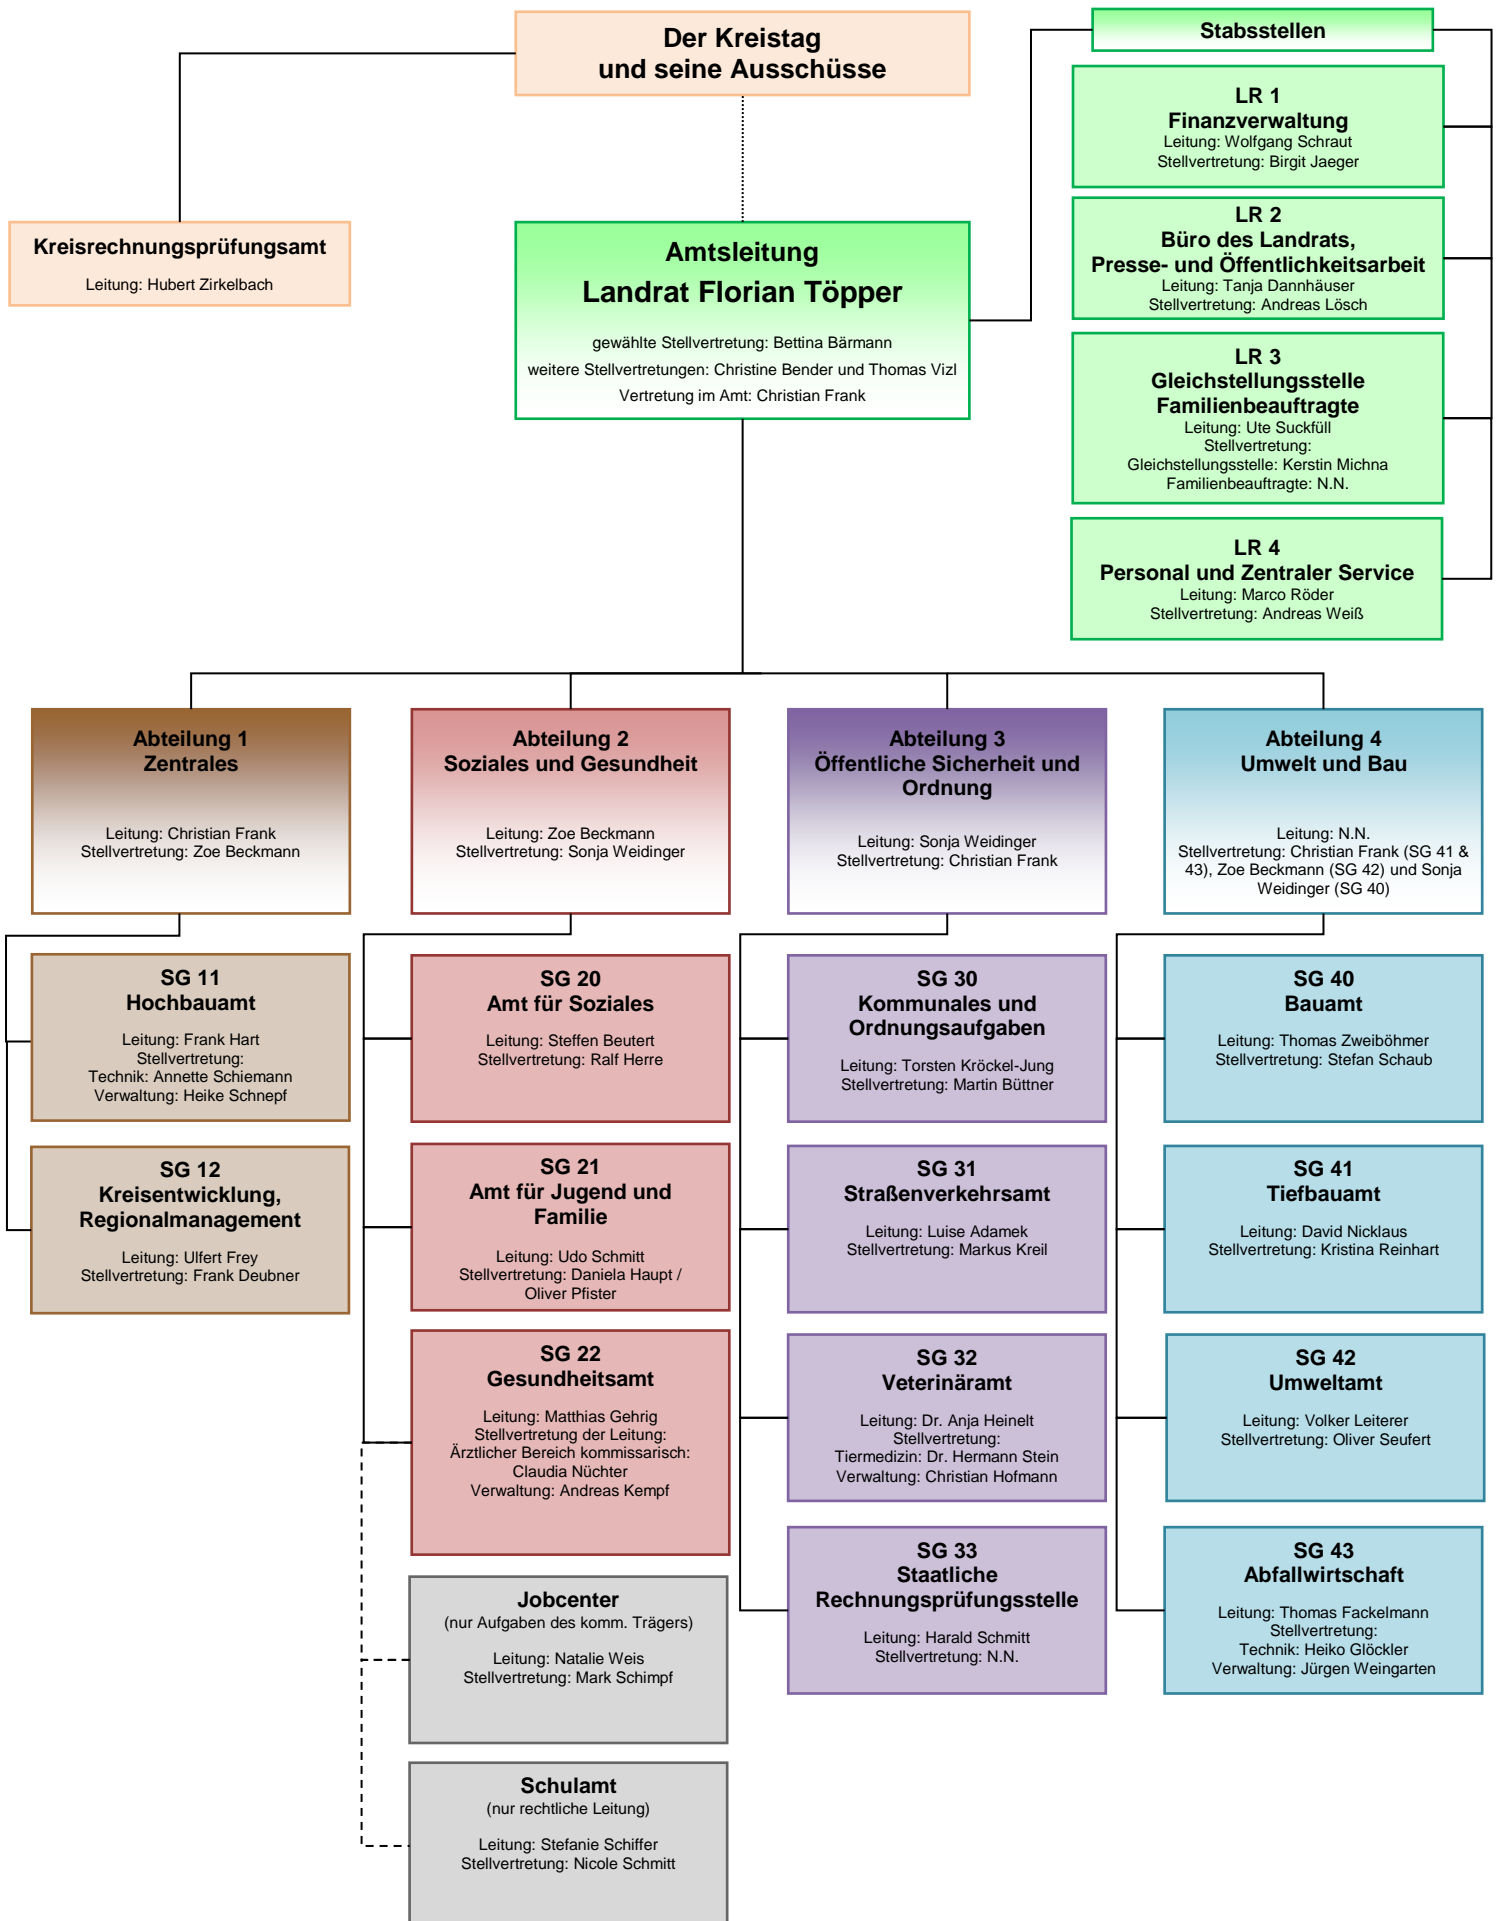 Der Kreistag
und seine Ausschüsse
Stabsstellen
LR 1
Finanzverwaltung
Leitung: Wolfgang Schraut
Stellvertretung: Birgit Jaeger
Kreisrechnungsprüfungsamt
Leitung: Hubert Zirkelbach
Amtsleitung
Landrat Florian Töpper
gewählte Stellvertretung: Bettina Bärmann
weitere Stellvertretungen: Christine Bender und Thomas Vizl
Vertretung im Amt: Christian Frank
LR 2
Büro des Landrats,
Presse- und Öffentlichkeitsarbeit
Leitung: Tanja Dannhäuser
Stellvertretung: Andreas Lösch
LR 3
Gleichstellungsstelle
Familienbeauftragte
Leitung: Ute Suckfüll
Stellvertretung:
Gleichstellungsstelle: Kerstin Michna
Familienbeauftragte: N.N.
LR 4
Personal und Zentraler Service
Leitung: Marco Röder
Stellvertretung: Andreas Weiß
Abteilung 1
Zentrales
Leitung: Christian Frank
Stellvertretung: Zoe Beckmann
Abteilung 2
Soziales und Gesundheit
Leitung: Zoe Beckmann
Stellvertretung: Sonja Weidinger
Abteilung 3
Öffentliche Sicherheit und
Ordnung
Leitung: Sonja Weidinger
Stellvertretung: Christian Frank
Abteilung 4
Umwelt und Bau
Leitung: N.N.
Stellvertretung: Christian Frank (SG 41 &
43), Zoe Beckmann (SG 42) und Sonja
Weidinger (SG 40)
SG 11
Hochbauamt
Leitung: Frank Hart
Stellvertretung:
Technik: Annette Schiemann
Verwaltung: Heike Schnepf
SG 12
Kreisentwicklung,
Regionalmanagement
Leitung: Ulfert Frey
Stellvertretung: Frank Deubner
SG 20
Amt für Soziales
Leitung: Steffen Beutert
Stellvertretung: Ralf Herre
SG 21
Amt für Jugend und
Familie
Leitung: Udo Schmitt
Stellvertretung: Daniela Haupt /
Oliver Pfister
SG 22
Gesundheitsamt
Leitung: Matthias Gehrig
Stellvertretung der Leitung:
Ärztlicher Bereich kommissarisch:
Claudia Nüchter
Verwaltung: Andreas Kempf
Jobcenter
(nur Aufgaben des komm. Trägers)
Leitung: Natalie Weis
Stellvertretung: Mark Schimpf
Schulamt
(nur rechtliche Leitung)
Leitung: Stefanie Schiffer
Stellvertretung: Nicole Schmitt
SG 30
Kommunales und
Ordnungsaufgaben
Leitung: Torsten Kröckel-Jung
Stellvertretung: Martin Büttner
SG 31
Straßenverkehrsamt
Leitung: Luise Adamek
Stellvertretung: Markus Kreil
SG 32
Veterinäramt
Leitung: Dr. Anja Heinelt
Stellvertretung:
Tiermedizin: Dr. Hermann Stein
Verwaltung: Christian Hofmann
SG 33
Staatliche
Rechnungsprüfungsstelle
Leitung: Harald Schmitt
Stellvertretung: N.N.
SG 40
Bauamt
Leitung: Thomas Zweiböhmer
Stellvertretung: Stefan Schaub
SG 41
Tiefbauamt
Leitung: David Nicklaus
Stellvertretung: Kristina Reinhart
SG 42
Umweltamt
Leitung: Volker Leiterer
Stellvertretung: Oliver Seufert
SG 43
Abfallwirtschaft
Leitung: Thomas Fackelmann
Stellvertretung:
Technik: Heiko Glöckler
Verwaltung: Jürgen Weingarten